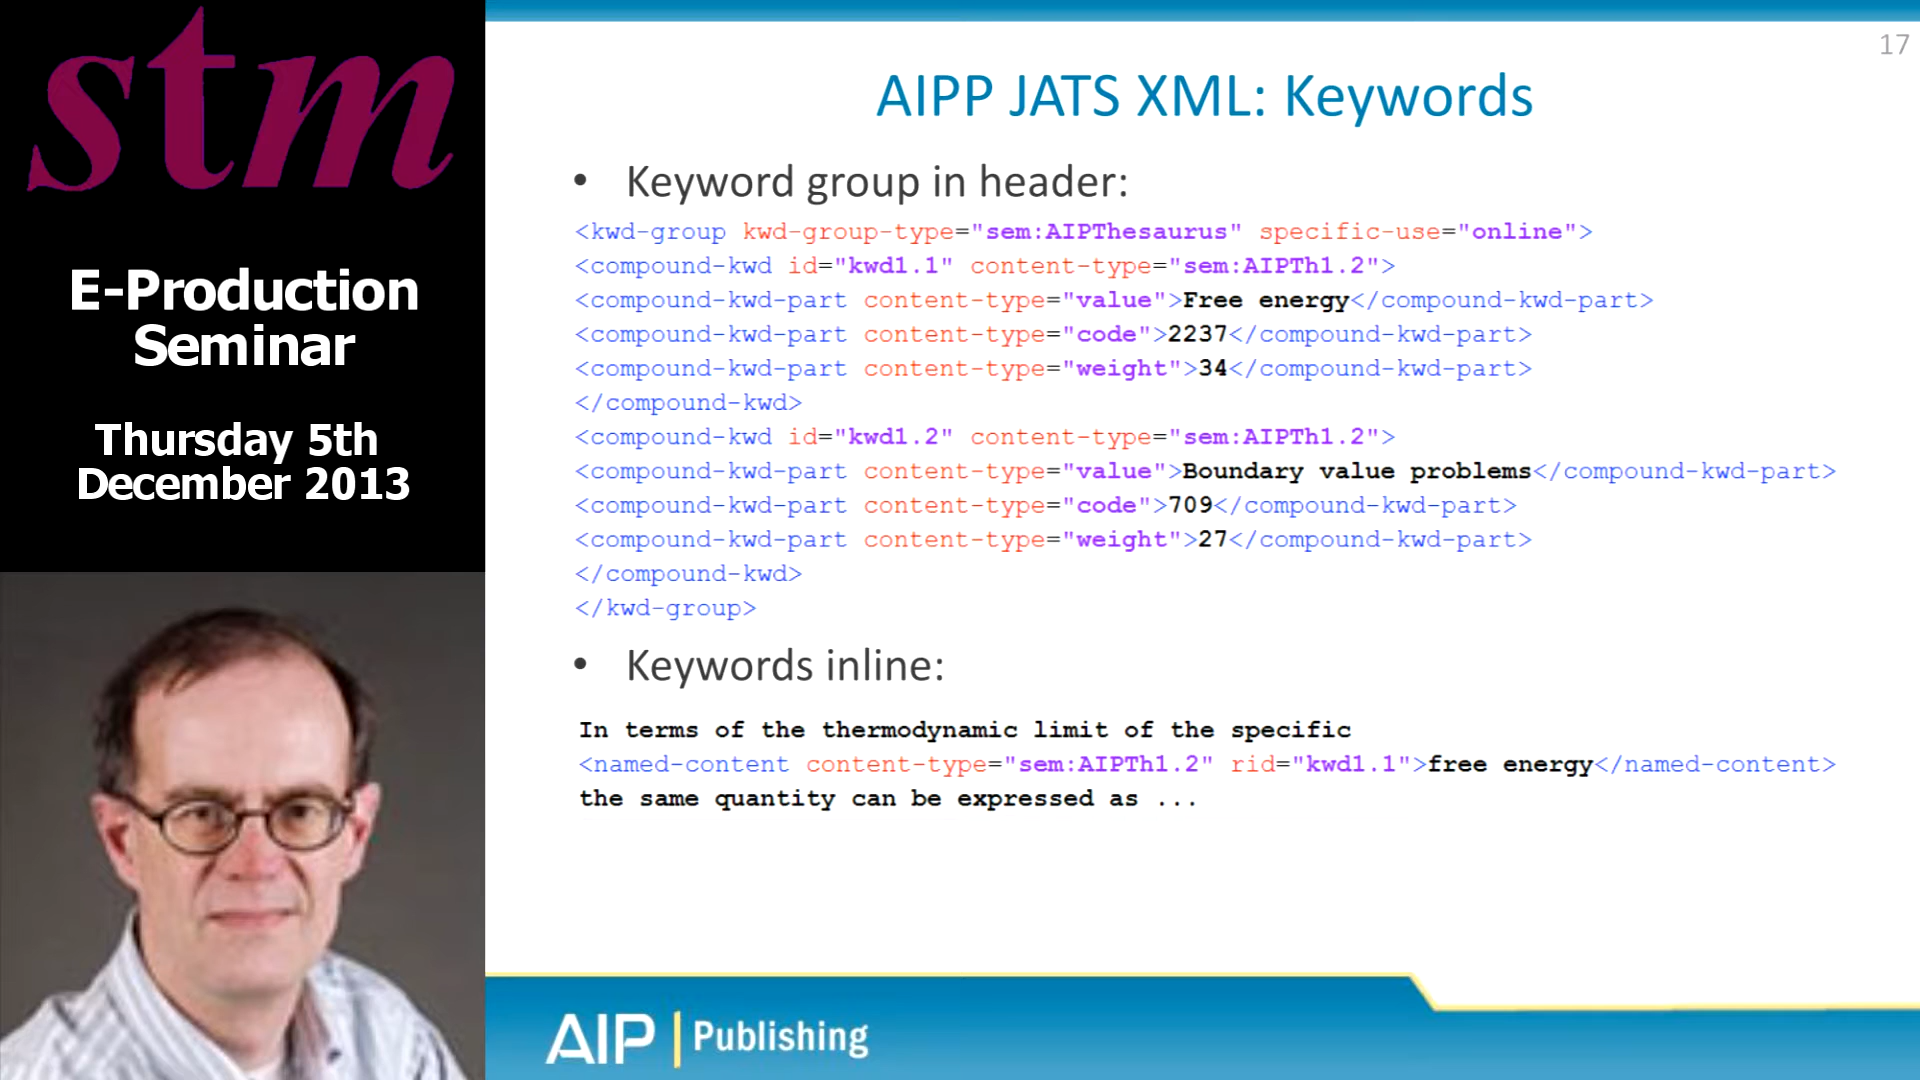 stm
E-Production
Seminar
Thursday 5th
December 2013
17
AIPP JATS XML: Keywords
• Keyword group in header:
<kwd-group kwd-group-type="sem:AIPThesaurus" specific-use="online">
<compound-kwd id="kwd1.1" content-type="sem:AIPTh1.2">
<compound-kwd-part content-type="value">Free energy</compound-kwd-part>
<compound-kwd-part content-type="code">2237</compound-kwd-part>
<compound-kwd-part content-type="weight">34</compound-kwd-part>
</compound-kwd>
<compound-kwd id="kwd1.2" content-type="sem:AIPTh1.2">
<compound-kwd-part content-type="value">Boundary value problems</compound-kwd-part>
<compound-kwd-part content-type="code">709</compound-kwd-part>
<compound-kwd-part content-type="weight">27</compound-kwd-part>
</compound-kwd>
</kwd-group>
• Keywords inline:
In terms of the thermodynamic limit of the specific
<named-content content-type="sem:AIPTh1.2" rid="kwd1.1">free energy</named-content>
the same quantity can be expressed as ...
AIP | Publishing